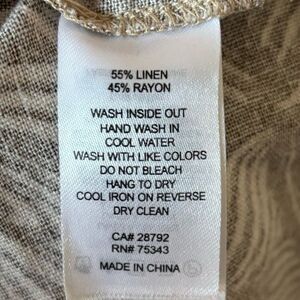 55% LINEN
45% RAYON
WASH INSIDE OUT
HAND WASH IN
COOL WATER
WASH WITH LIKE COLORS
DO NOT BLEACH
HANG TO DRY
COOL IRON ON REVERSE
DRY CLEAN
CA# 28792
RN# 75343
MADE IN CHINA